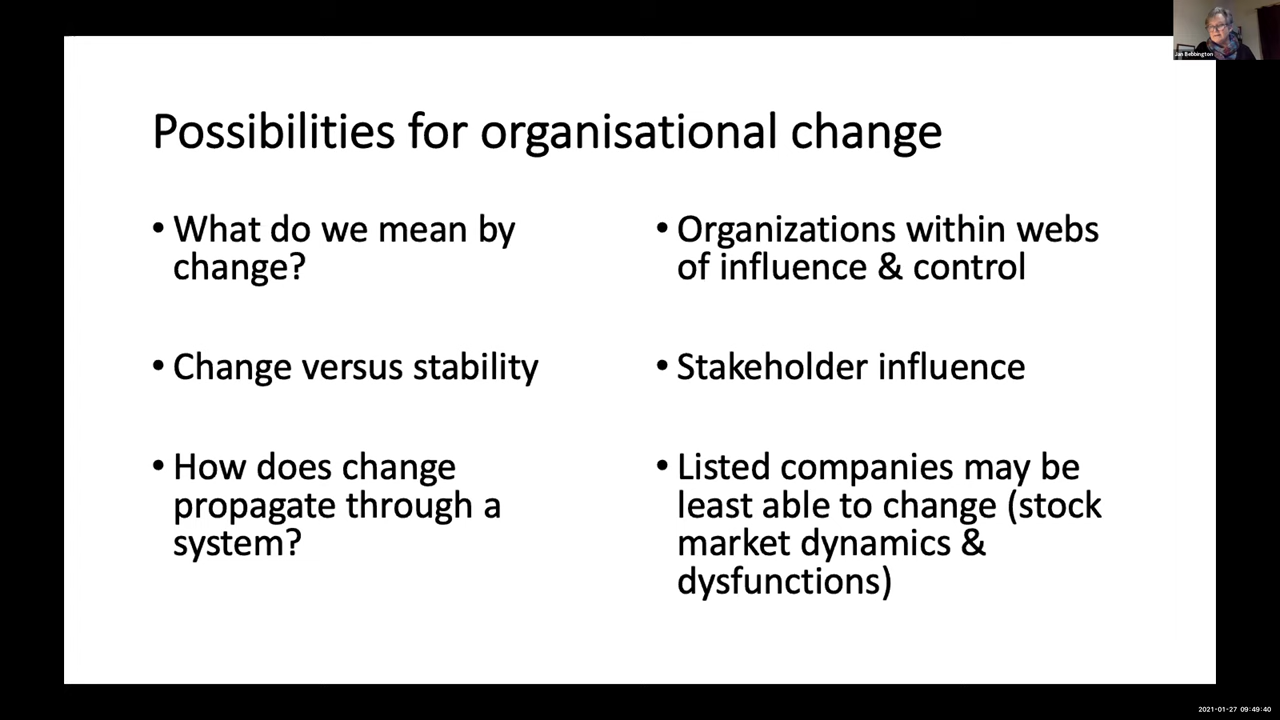 Jan Bebbington
Possibilities for organisational change
• What do we mean by
change?
• Change versus stability
• How does change
propagate through a
system?
• Organizations within webs
of influence & control
• Stakeholder influence
• Listed companies may be
least able to change (stock
market dynamics &
dysfunctions)
2021-01-27 09:49:40